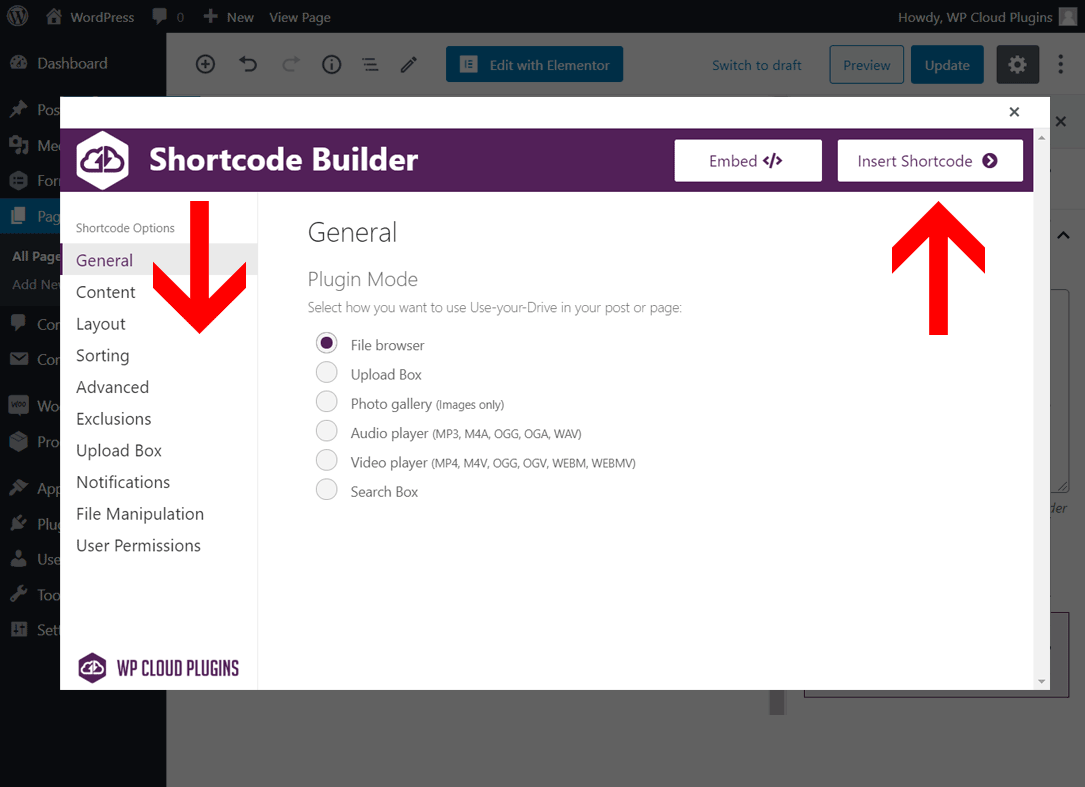 WordPress 0 New View Page Howdy, WP Cloud Plugins
Dashboard
Edit with Elementor Switch to draft Preview Update
Pos
Me
For
Pag
All Page
Add Ne
Co
Co
Wo
Pro
App
Plu
Use
Too
Set
Shortcode Builder
Embed </>
Insert Shortcode
Shortcode Options
General
Content
Layout
Sorting
Advanced
Exclusions
Upload Box
Notifications
File Manipulation
User Permissions
WP CLOUD PLUGINS
General
Plugin Mode
Select how you want to use Use-your-Drive in your post or page:
File browser
Upload Box
Photo gallery (Images only)
Audio player (MP3, M4A, OGG, OGA, WAV)
Video player (MP4, M4V, OGG, OGV, WEBM, WEBMV)
Search Box
der